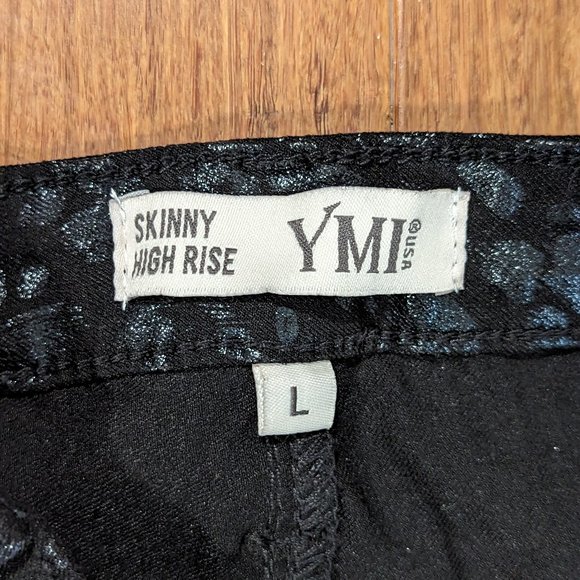 SKINNY
HIGH RISE
YMI® USA
L